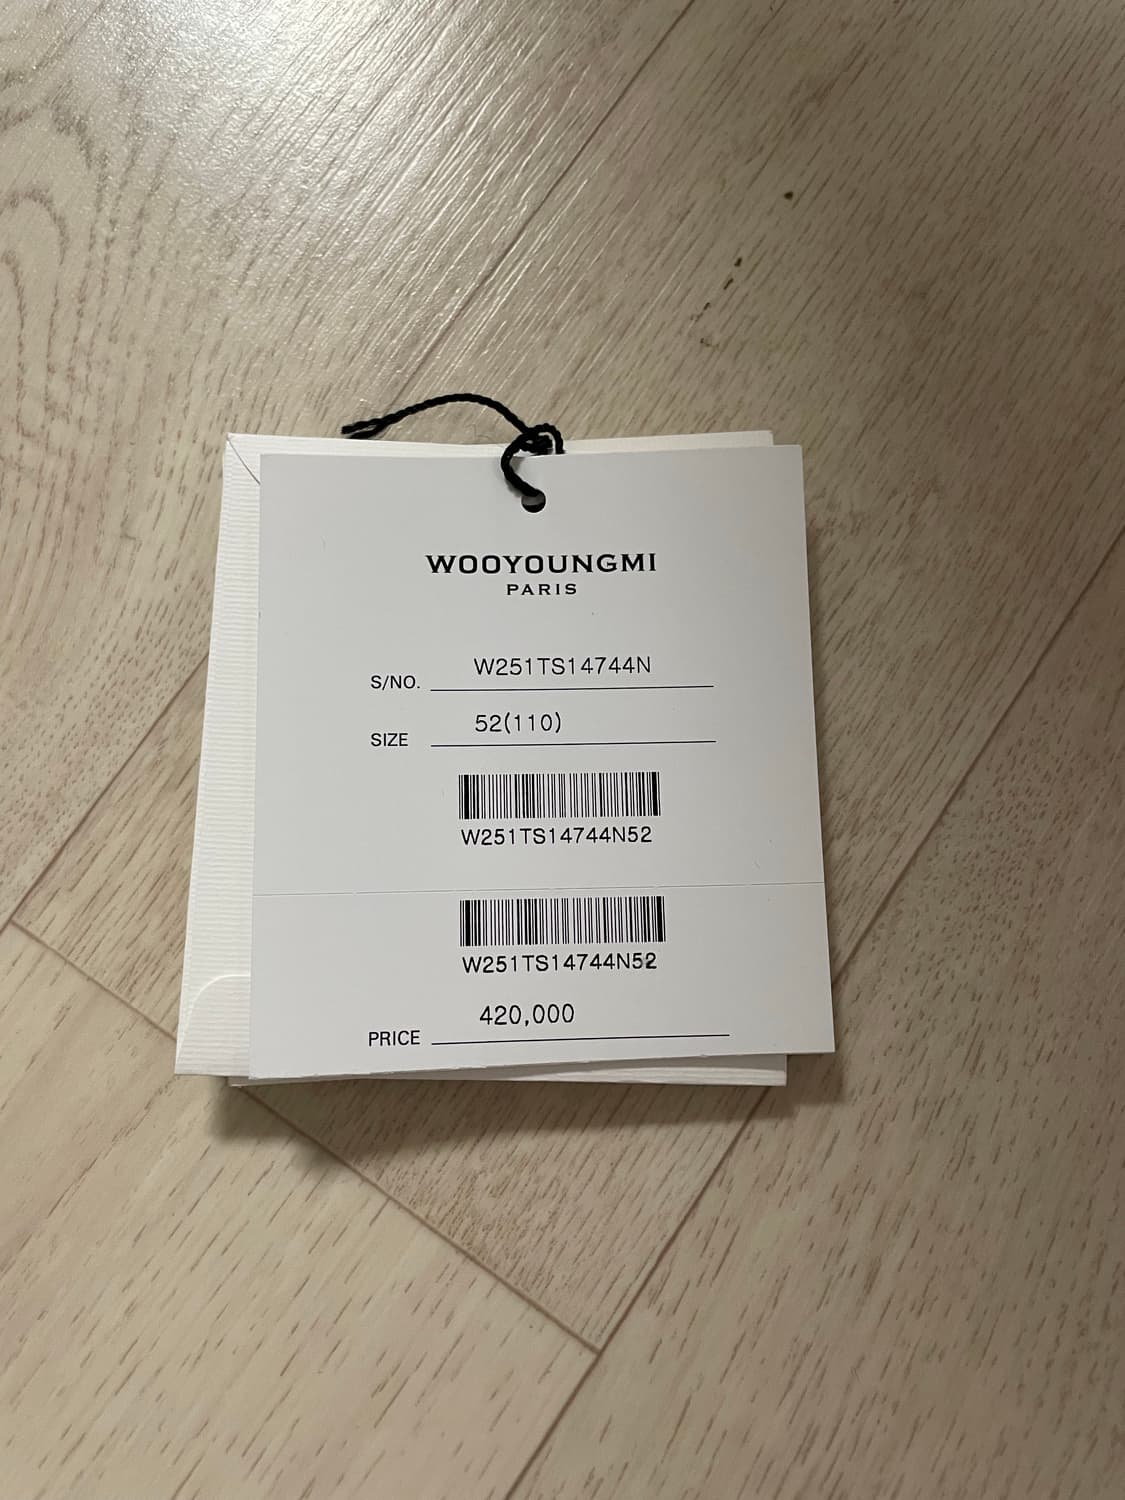 WOOYOUNGMI
PARIS
S/NO. W251TS14744N
SIZE 52(110)
W251TS14744N52
W251TS14744N52
PRICE 420,000